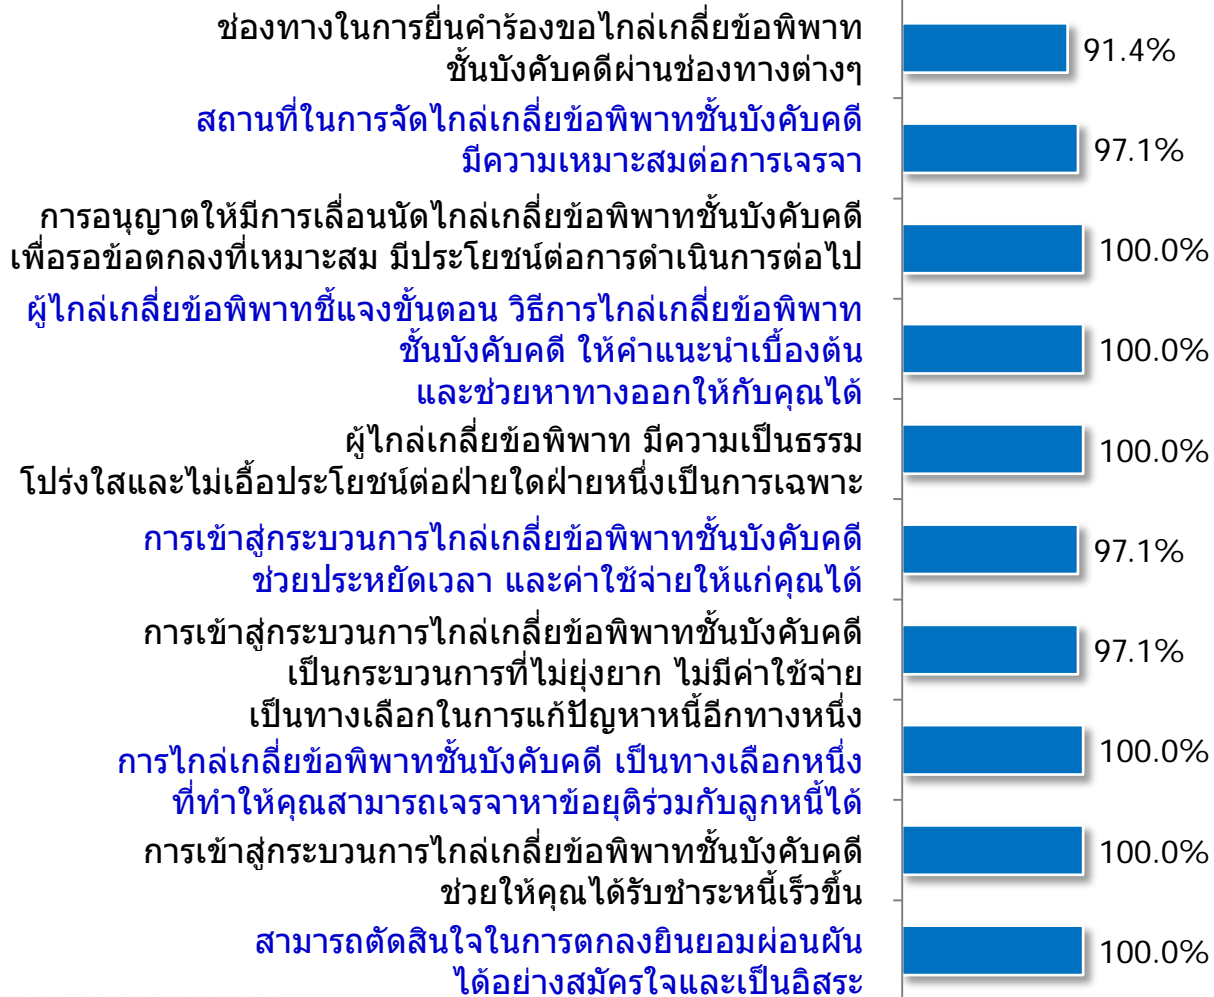 ช่องทางในการยื่นคำร้องขอไกล่เกลี่ยข้อพิพาท
ชั้นบังคับคดีผ่านช่องทางต่างๆ
91.4%
สถานที่ในการจัดไกล่เกลี่ยข้อพิพาทชั้นบังคับคดี
มีความเหมาะสมต่อการเจรจา
97.1%
การอนุญาตให้มีการเลื่อนนัดไกล่เกลี่ยข้อพิพาทชั้นบังคับคดี
เพื่อรอข้อตกลงที่เหมาะสม มีประโยชน์ต่อการดำเนินการต่อไป
100.0%
ผู้ไกล่เกลี่ยข้อพิพาทชี้แจงขั้นตอน วิธีการไกล่เกลี่ยข้อพิพาท
ชั้นบังคับคดี ให้คำแนะนำเบื้องต้น
และช่วยหาทางออกให้กับคุณได้
100.0%
ผู้ไกล่เกลี่ยข้อพิพาท มีความเป็นธรรม
โปร่งใสและไม่เอื้อประโยชน์ต่อฝ่ายใดฝ่ายหนึ่งเป็นการเฉพาะ
100.0%
การเข้าสู่กระบวนการไกล่เกลี่ยข้อพิพาทชั้นบังคับคดี
ช่วยประหยัดเวลา และค่าใช้จ่ายให้แก่คุณได้
97.1%
การเข้าสู่กระบวนการไกล่เกลี่ยข้อพิพาทชั้นบังคับคดี
เป็นกระบวนการที่ไม่ยุ่งยาก ไม่มีค่าใช้จ่าย
เป็นทางเลือกในการแก้ปัญหาหนี้อีกทางหนึ่ง
97.1%
การไกล่เกลี่ยข้อพิพาทชั้นบังคับคดี เป็นทางเลือกหนึ่ง
ที่ทำให้คุณสามารถเจรจาหาข้อยุติร่วมกับลูกหนี้ได้
100.0%
การเข้าสู่กระบวนการไกล่เกลี่ยข้อพิพาทชั้นบังคับคดี
ช่วยให้คุณได้รับชำระหนี้เร็วขึ้น
100.0%
สามารถตัดสินใจในการตกลงยินยอมผ่อนผัน
ได้อย่างสมัครใจและเป็นอิสระ
100.0%